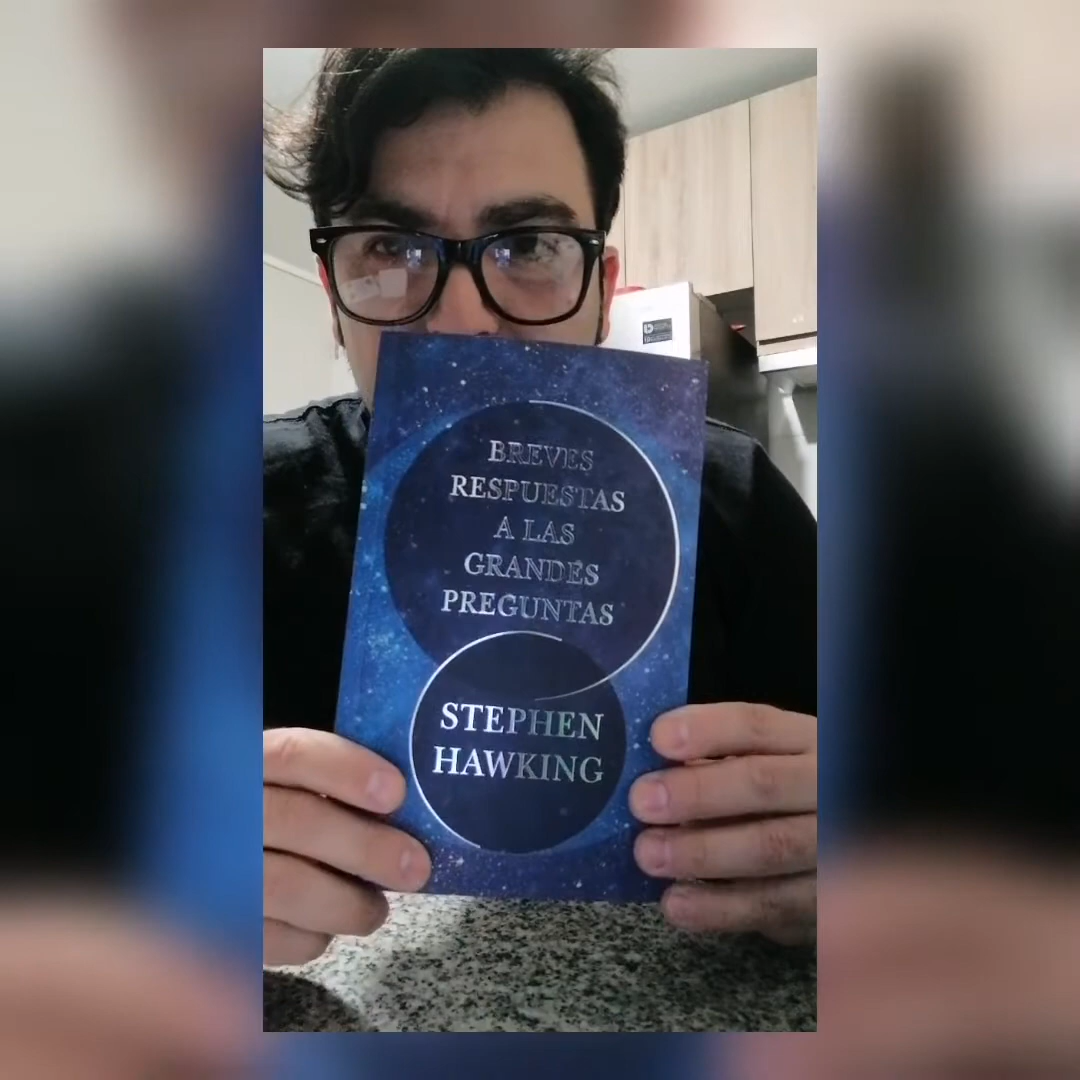 BREVES
RESPUESTAS
A LAS
GRANDES
PREGUNTAS
STEPHEN
HAWKING